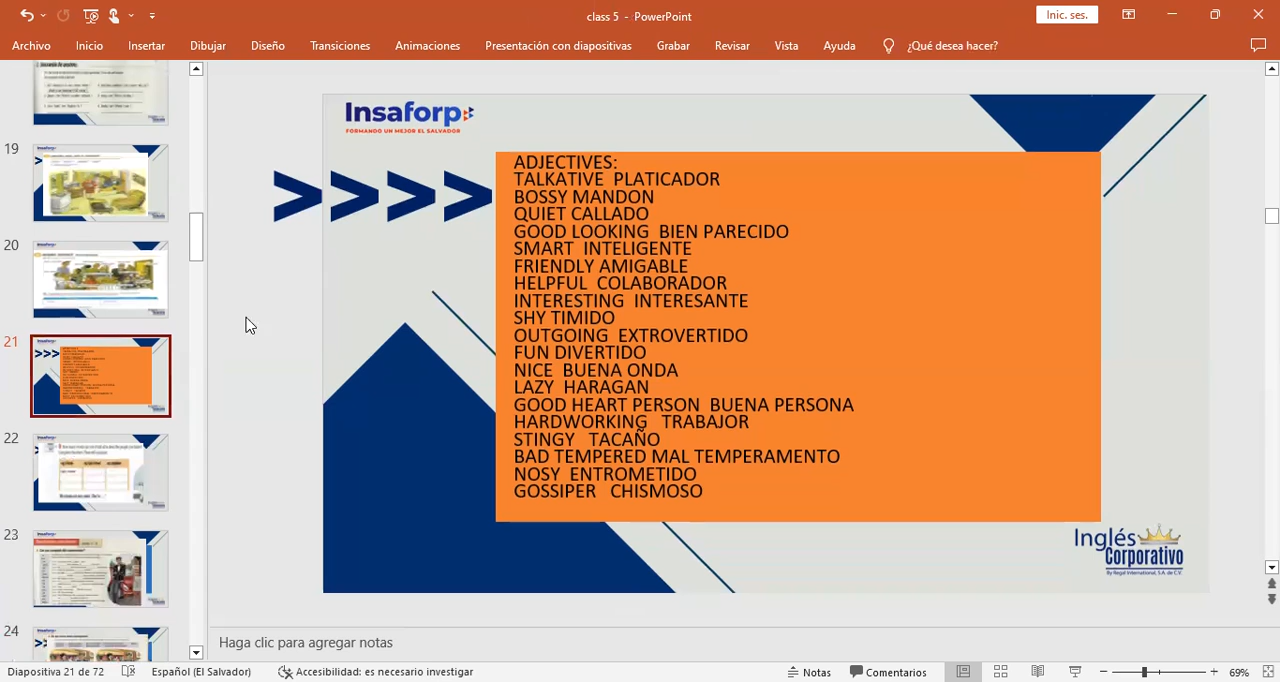 class 5 - PowerPoint
Inic. ses.
Archivo Inicio Insertar Dibujar Diseño Transiciones Animaciones Presentación con diapositivas Grabar Revisar Vista Ayuda ¿Qué desea hacer?
19
20
21
22
23
24
Insaforp
FORMANDO UN MEJOR EL SALVADOR
>>>>
ADJECTIVES:
TALKATIVE PLATICADOR
BOSSY MANDON
QUIET CALLADO
GOOD LOOKING BIEN PARECIDO
SMART INTELIGENTE
FRIENDLY AMIGABLE
HELPFUL COLABORADOR
INTERESTING INTERESANTE
SHY TIMIDO
OUTGOING EXTROVERTIDO
FUN DIVERTIDO
NICE BUENA ONDA
LAZY HARAGAN
GOOD HEART PERSON BUENA PERSONA
HARDWORKING TRABAJOR
STINGY TACAÑO
BAD TEMPERED MAL TEMPERAMENTO
NOSY ENTROMETIDO
GOSSIPER CHISMOSO
Inglés
Corporativo
By Regal International, S.A. de C.V.
Haga clic para agregar notas
Diapositiva 21 de 72 Español (El Salvador) Accesibilidad: es necesario investigar Notas Comentarios 69%